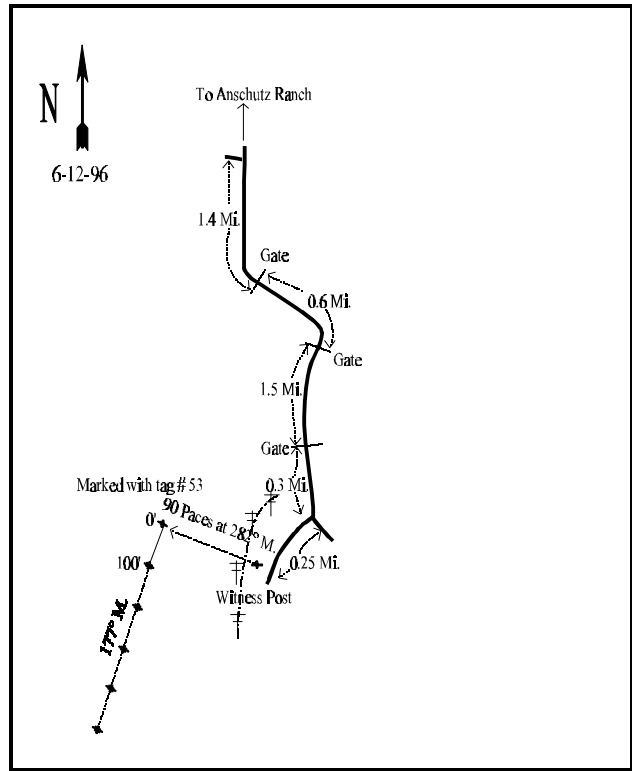 N
6-12-96
To Anschutz Ranch
1.4 Mi.
Gate
0.6 Mi.
Gate
1.5 Mi.
Gate
Marked with tag # 53
0.3 Mi.
90 Paces at 282° M.
0'
100'
0.25 Mi.
Witness Post
177° M.